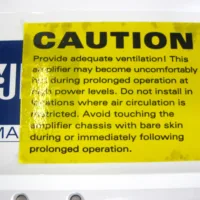 CAUTION
Provide adequate ventilation! This
amplifier may become uncomfortably
hot during prolonged operation at
high power levels. Do not install in
locations where air circulation is
restricted. Avoid touching the
amplifier chassis with bare skin
during or immediately following
prolonged operation.
MA